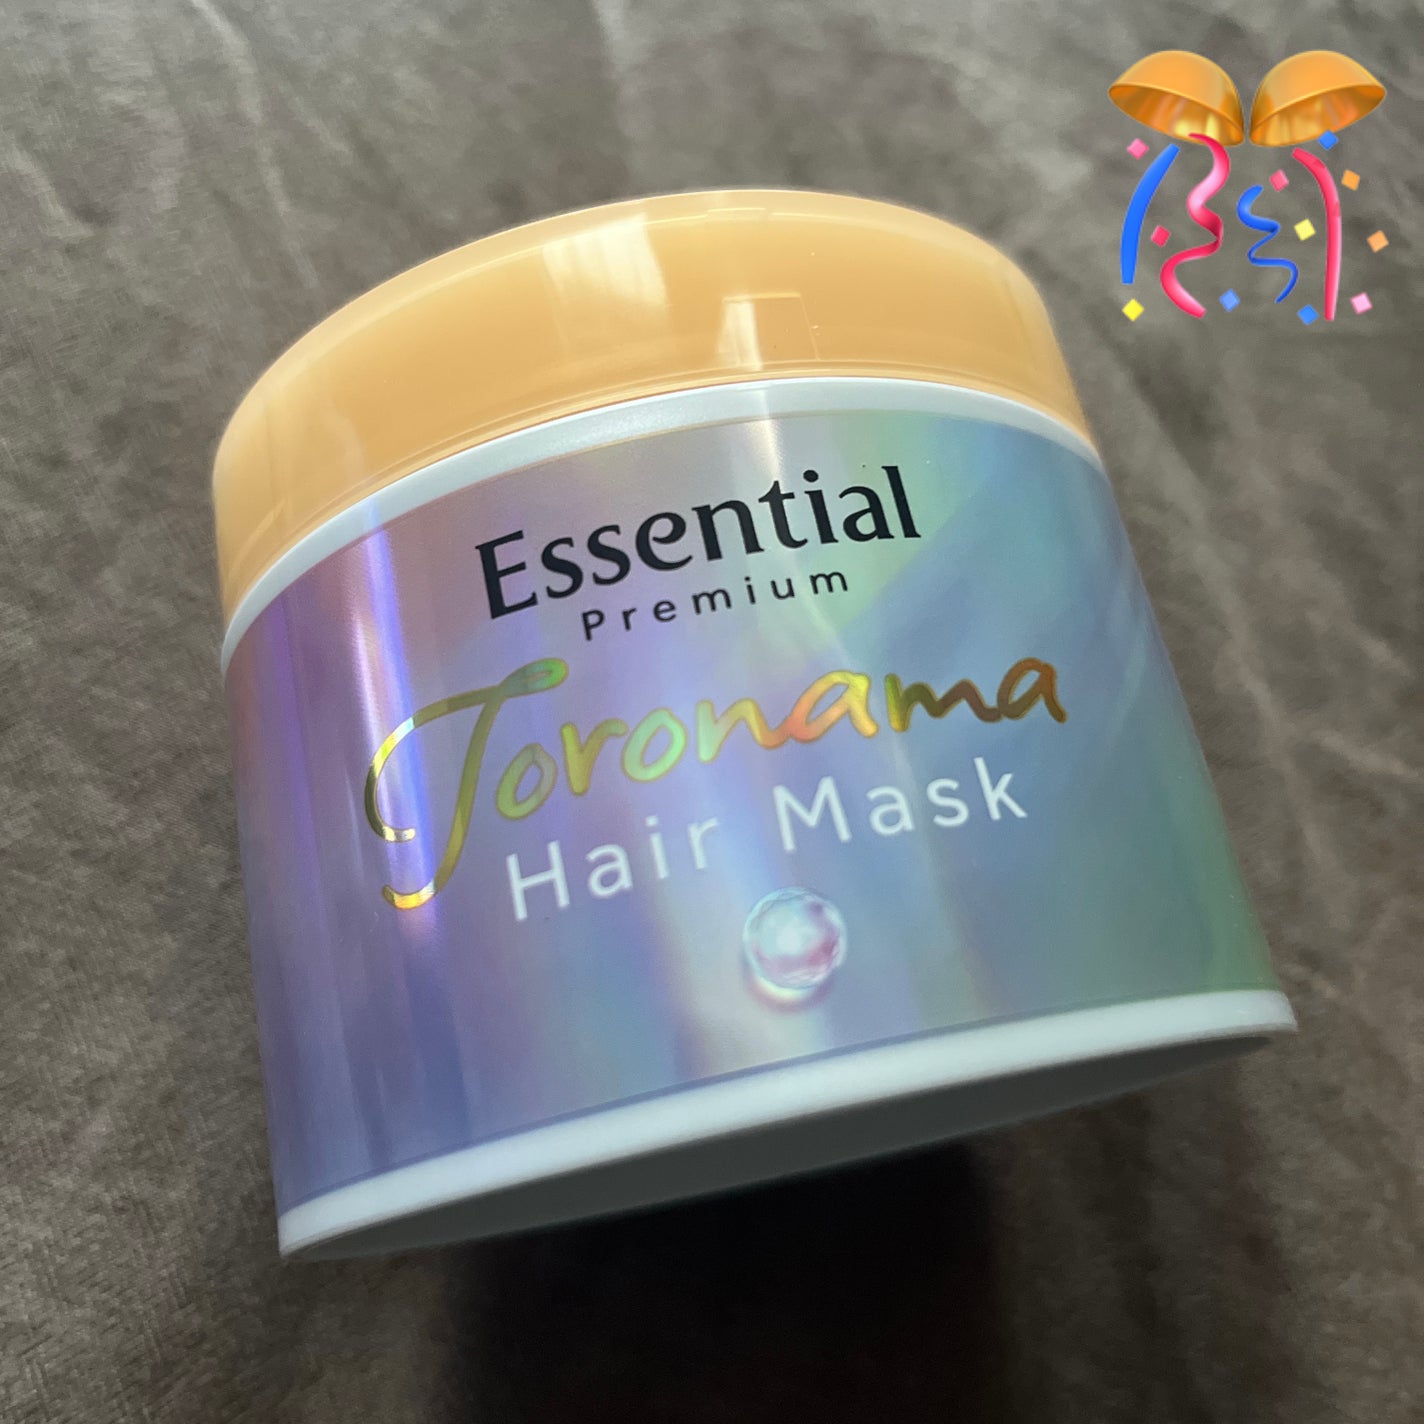 Essential
Premium
Toronama
Hair Mask